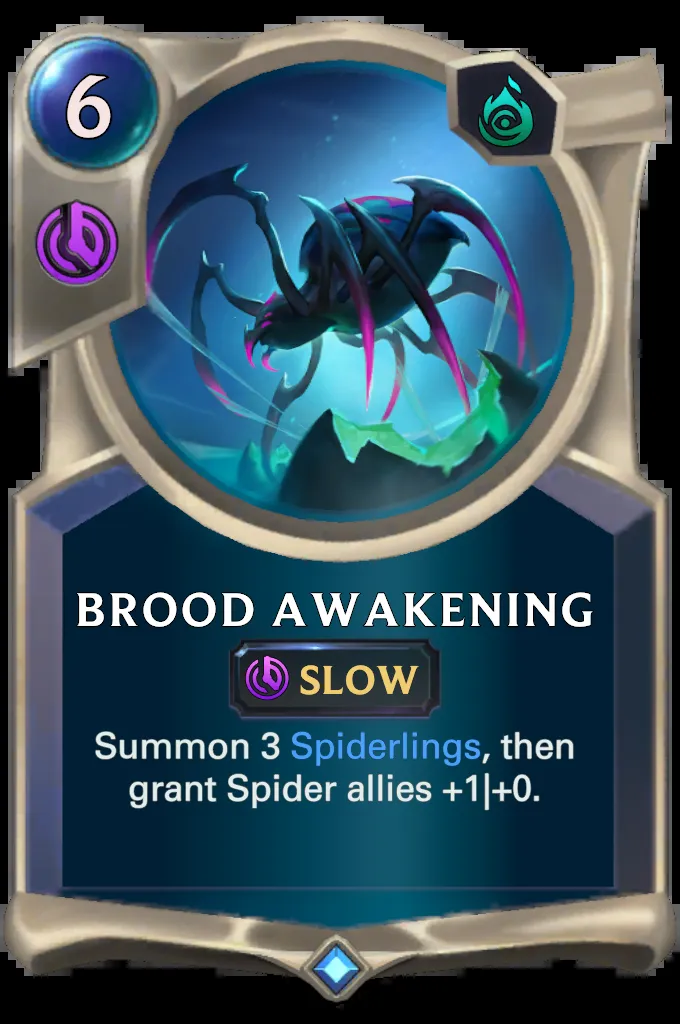 6
BROOD AWAKENING
SLOW
Summon 3 Spiderlings, then
grant Spider allies +1|+0.